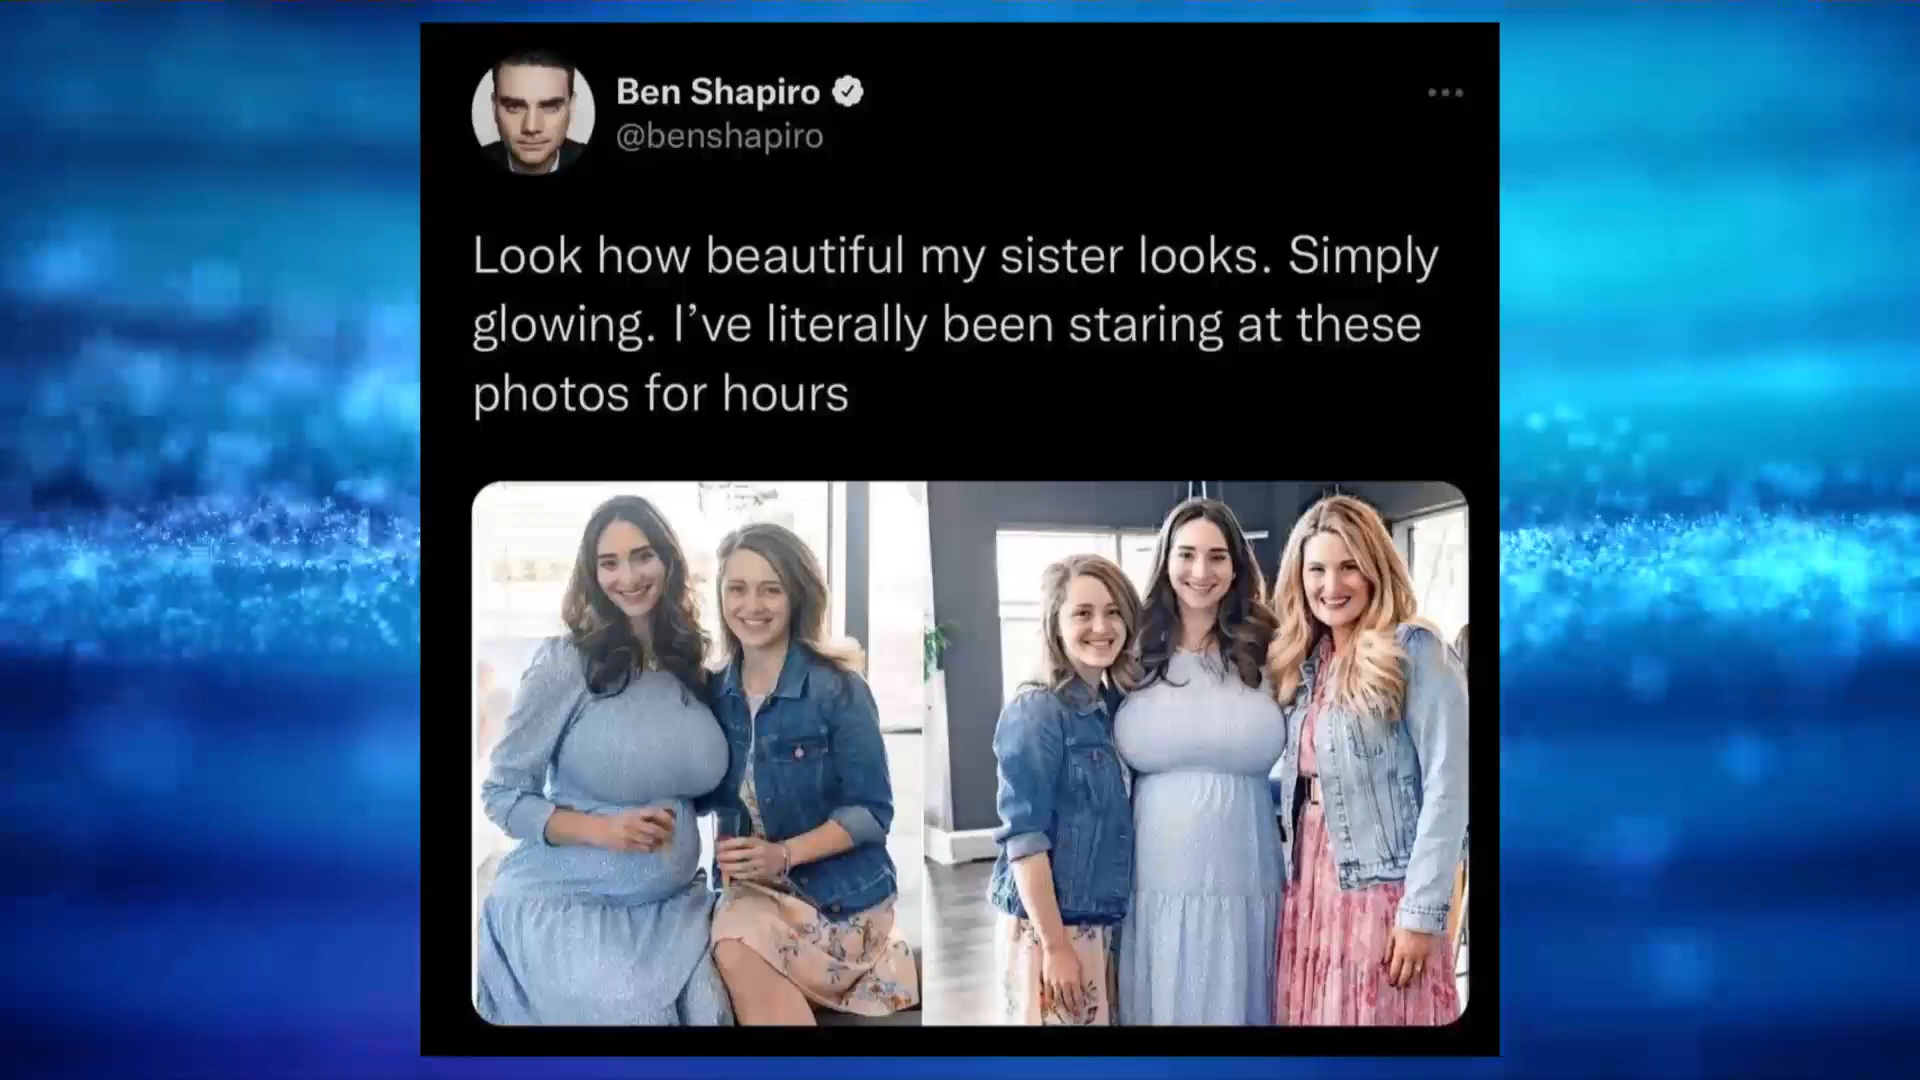 Ben Shapiro
@benshapiro
Look how beautiful my sister looks. Simply
glowing. I’ve literally been staring at these
photos for hours